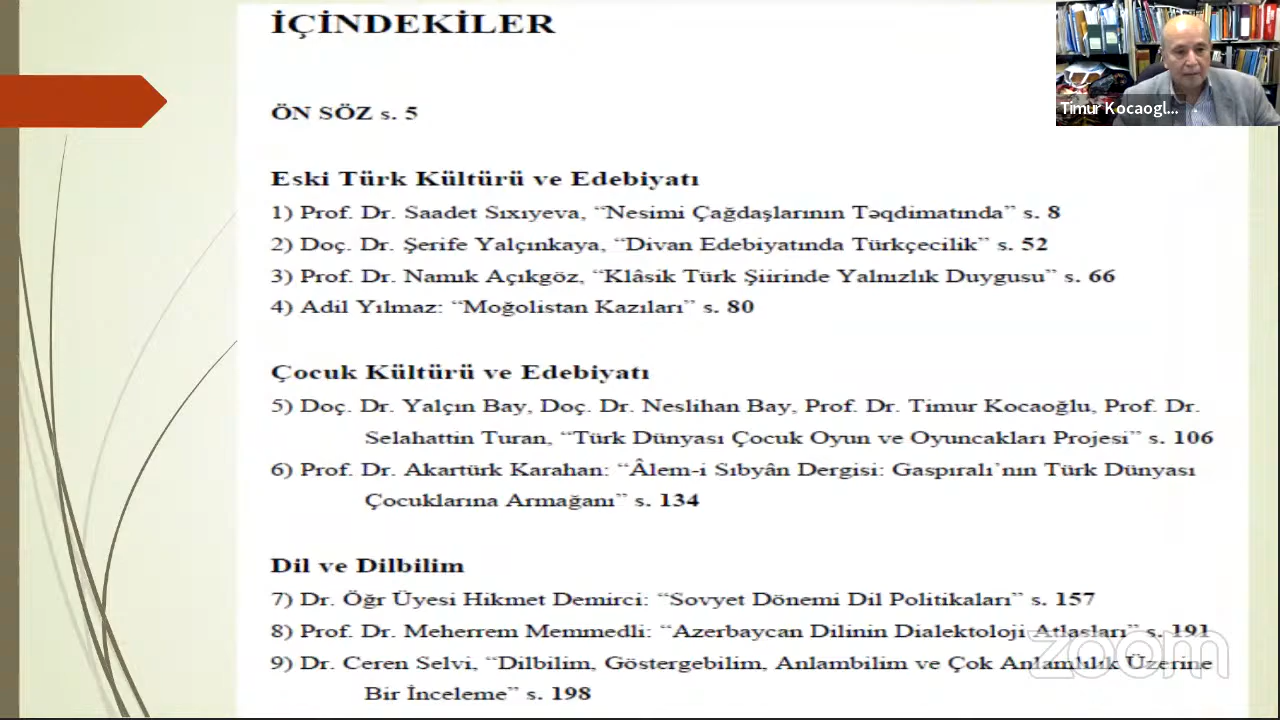 İÇİNDEKİLER
Timur Kocaogl...
ÖN SÖZ s. 5
Eski Türk Kültürü ve Edebiyatı
1) Prof. Dr. Saadet Sıxıyeva, “Nesimi Çağdaşlarının Təqdimatında” s. 8
2) Doç. Dr. Şerife Yalçınkaya, “Divan Edebiyatında Türkçecilik” s. 52
3) Prof. Dr. Namık Açıkgöz, “Klâsik Türk Şiirinde Yalnızlık Duygusu” s. 66
4) Adil Yılmaz: “Moğolistan Kazıları” s. 80
Çocuk Kültürü ve Edebiyatı
5) Doç. Dr. Yalçın Bay, Doç. Dr. Neslihan Bay, Prof. Dr. Timur Kocaoğlu, Prof. Dr.
Selahattin Turan, “Türk Dünyası Çocuk Oyun ve Oyuncakları Projesi” s. 106
6) Prof. Dr. Akartürk Karahan: “Âlem-i Sıbyân Dergisi: Gaspıralı’nın Türk Dünyası
Çocuklarına Armağanı” s. 134
Dil ve Dilbilim
7) Dr. Öğr Üyesi Hikmet Demirci: “Sovyet Dönemi Dil Politikaları” s. 157
8) Prof. Dr. Meherrem Memmedli: “Azerbaycan Dilinin Dialektoloji Atlasları” s. 191
9) Dr. Ceren Selvi, “Dilbilim, Göstergebilim, Anlambilim ve Çok Anlamlılık Üzerine
Bir İnceleme” s. 198
zoom